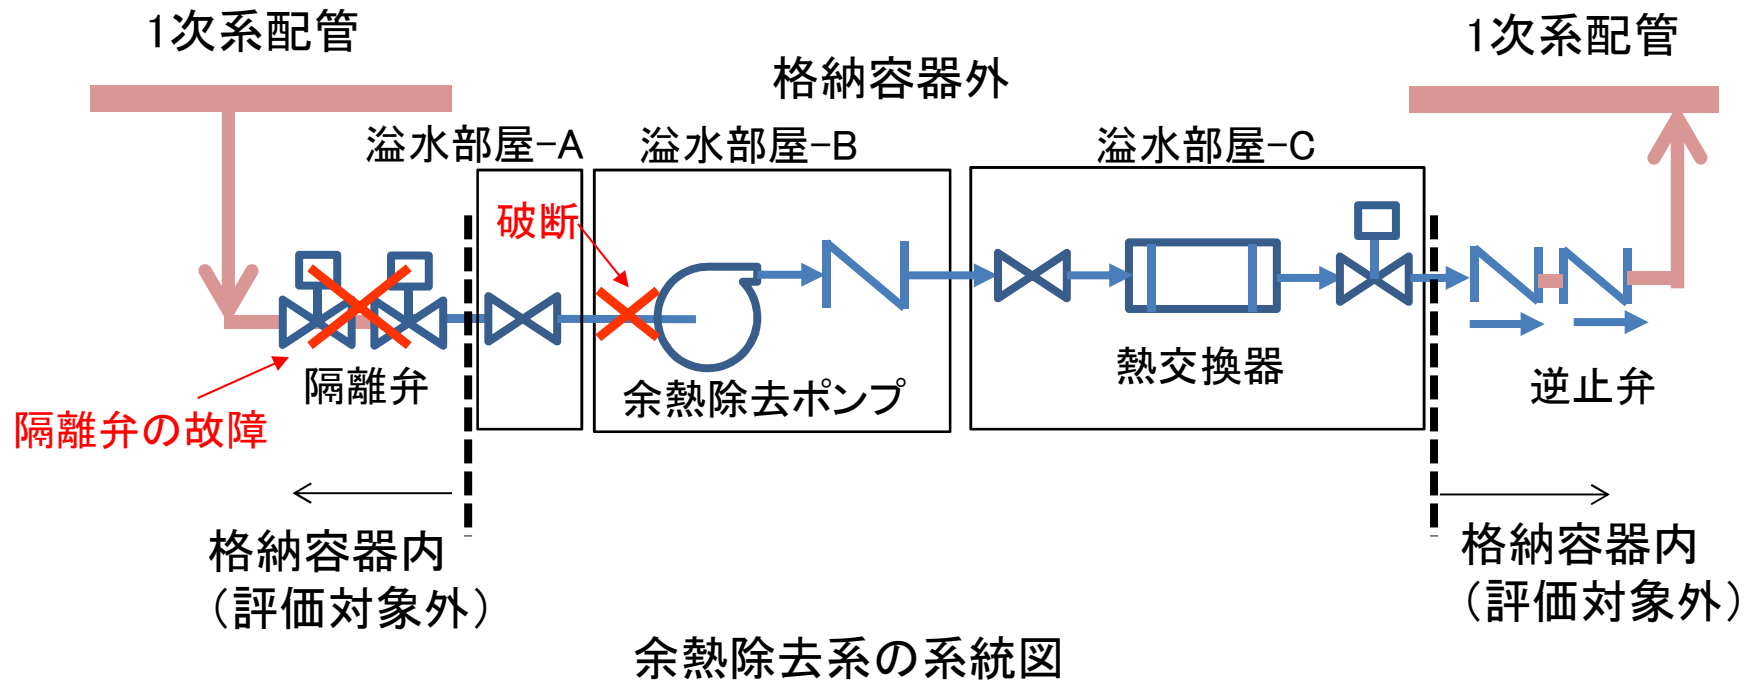 1次系配管
1次系配管
格納容器外
溢水部屋-A
溢水部屋-B
溢水部屋-C
破断
隔離弁
余熱除去ポンプ
熱交換器
逆止弁
隔離弁の故障
格納容器内
（評価対象外）
格納容器内
（評価対象外）
余熱除去系の系統図